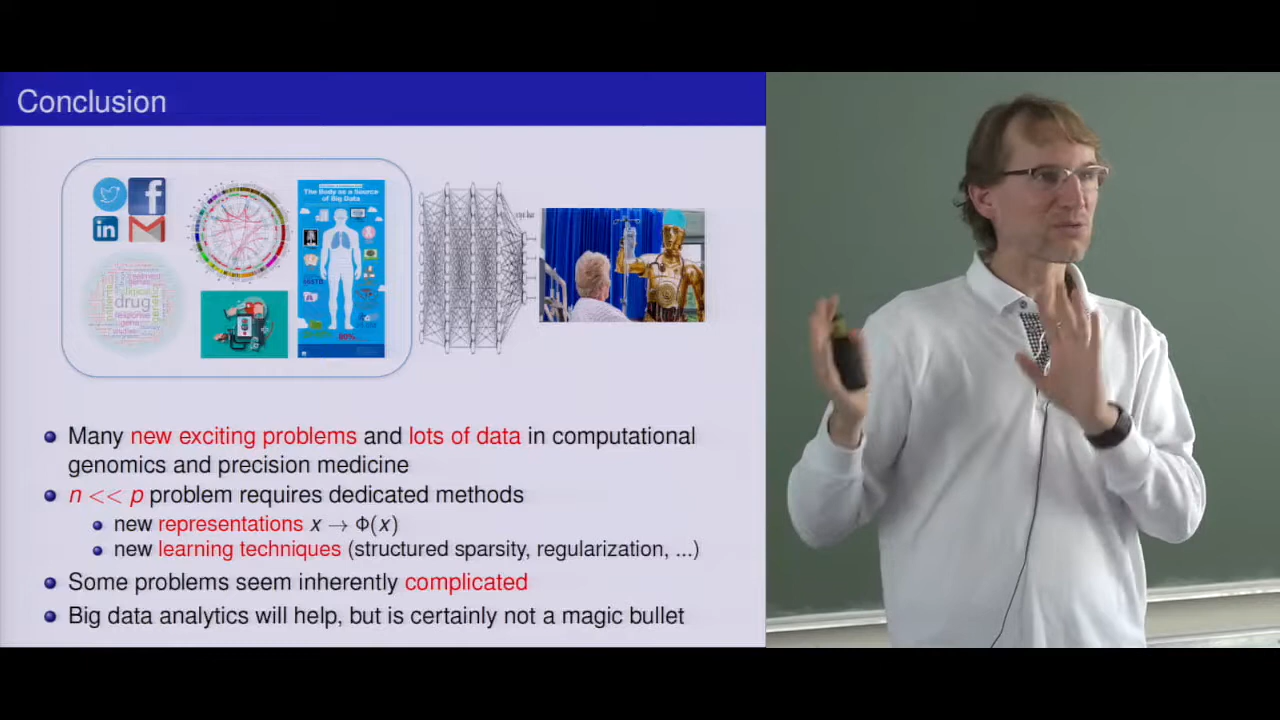 Conclusion
The Body as a Source
of Big Data
drug
response
gene
Many new exciting problems and lots of data in computational
genomics and precision medicine
n << p problem requires dedicated methods
new representations x → Φ(x)
new learning techniques (structured sparsity, regularization, ...)
Some problems seem inherently complicated
Big data analytics will help, but is certainly not a magic bullet